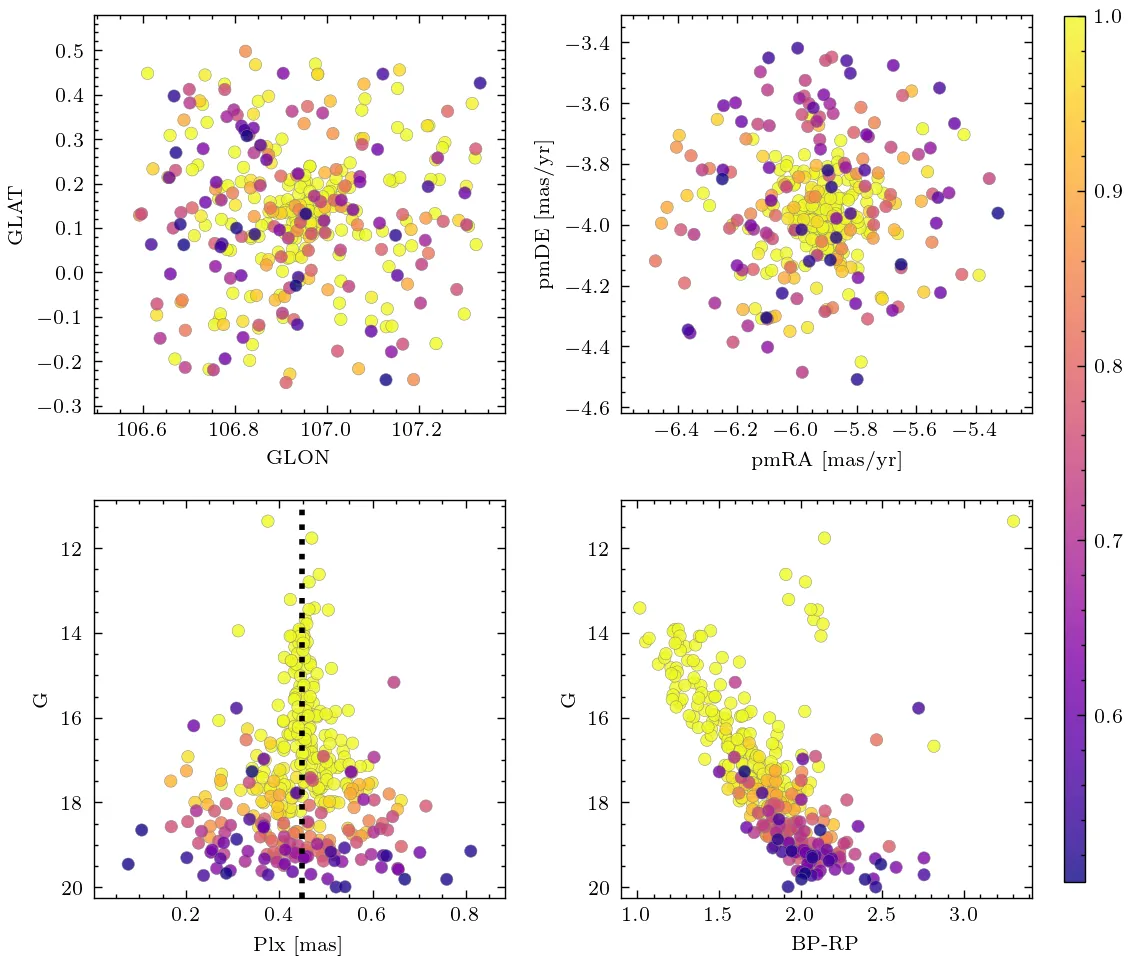 0.5
0.4
0.3
0.2
0.1
0.0
−0.1
−0.2
−0.3
GLAT
106.6 106.8 107.0 107.2
GLON
−3.4
−3.6
−3.8
−4.0
−4.2
−4.4
−4.6
pmDE [mas/yr]
−6.4 −6.2 −6.0 −5.8 −5.6 −5.4
pmRA [mas/yr]
12
14
16
18
20
G
0.2 0.4 0.6 0.8
Plx [mas]
12
14
16
18
20
G
1.0 1.5 2.0 2.5 3.0
BP-RP
1.0
0.9
0.8
0.7
0.6